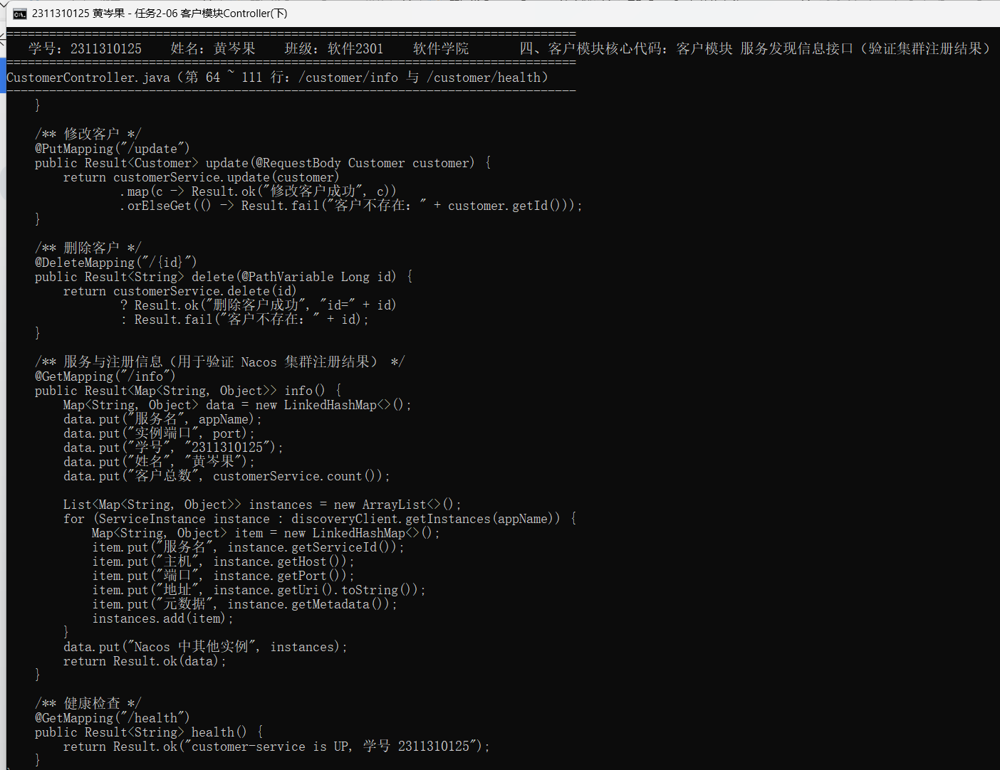 2311310125 黄岑果 - 任务2-06 客户模块Controller(下)
================================================================================
学号: 2311310125    姓名: 黄岑果    班级: 软件2301    软件学院       四、客户模块核心代码: 客户模块 服务发现信息接口（验证集群注册结果）
================================================================================
CustomerController.java（第 64 ~ 111 行: /customer/info 与 /customer/health）
--------------------------------------------------------------------------------
    }

    /** 修改客户 */
    @PutMapping("/update")
    public Result<Customer> update(@RequestBody Customer customer) {
        return customerService.update(customer)
                .map(c -> Result.ok("修改客户成功", c))
                .orElseGet(() -> Result.fail("客户不存在: " + customer.getId()));
    }

    /** 删除客户 */
    @DeleteMapping("/{id}")
    public Result<String> delete(@PathVariable Long id) {
        return customerService.delete(id)
                ? Result.ok("删除客户成功", "id=" + id)
                : Result.fail("客户不存在: " + id);
    }

    /** 服务与注册信息（用于验证 Nacos 集群注册结果） */
    @GetMapping("/info")
    public Result<Map<String, Object>> info() {
        Map<String, Object> data = new LinkedHashMap<>();
        data.put("服务名", appName);
        data.put("实例端口", port);
        data.put("学号", "2311310125");
        data.put("姓名", "黄岑果");
        data.put("客户总数", customerService.count());

        List<Map<String, Object>> instances = new ArrayList<>();
        for (ServiceInstance instance : discoveryClient.getInstances(appName)) {
            Map<String, Object> item = new LinkedHashMap<>();
            item.put("服务名", instance.getServiceId());
            item.put("主机", instance.getHost());
            item.put("端口", instance.getPort());
            item.put("地址", instance.getUri().toString());
            item.put("元数据", instance.getMetadata());
            instances.add(item);
        }
        data.put("Nacos 中其他实例", instances);
        return Result.ok(data);
    }

    /** 健康检查 */
    @GetMapping("/health")
    public Result<String> health() {
        return Result.ok("customer-service is UP, 学号 2311310125");
    }